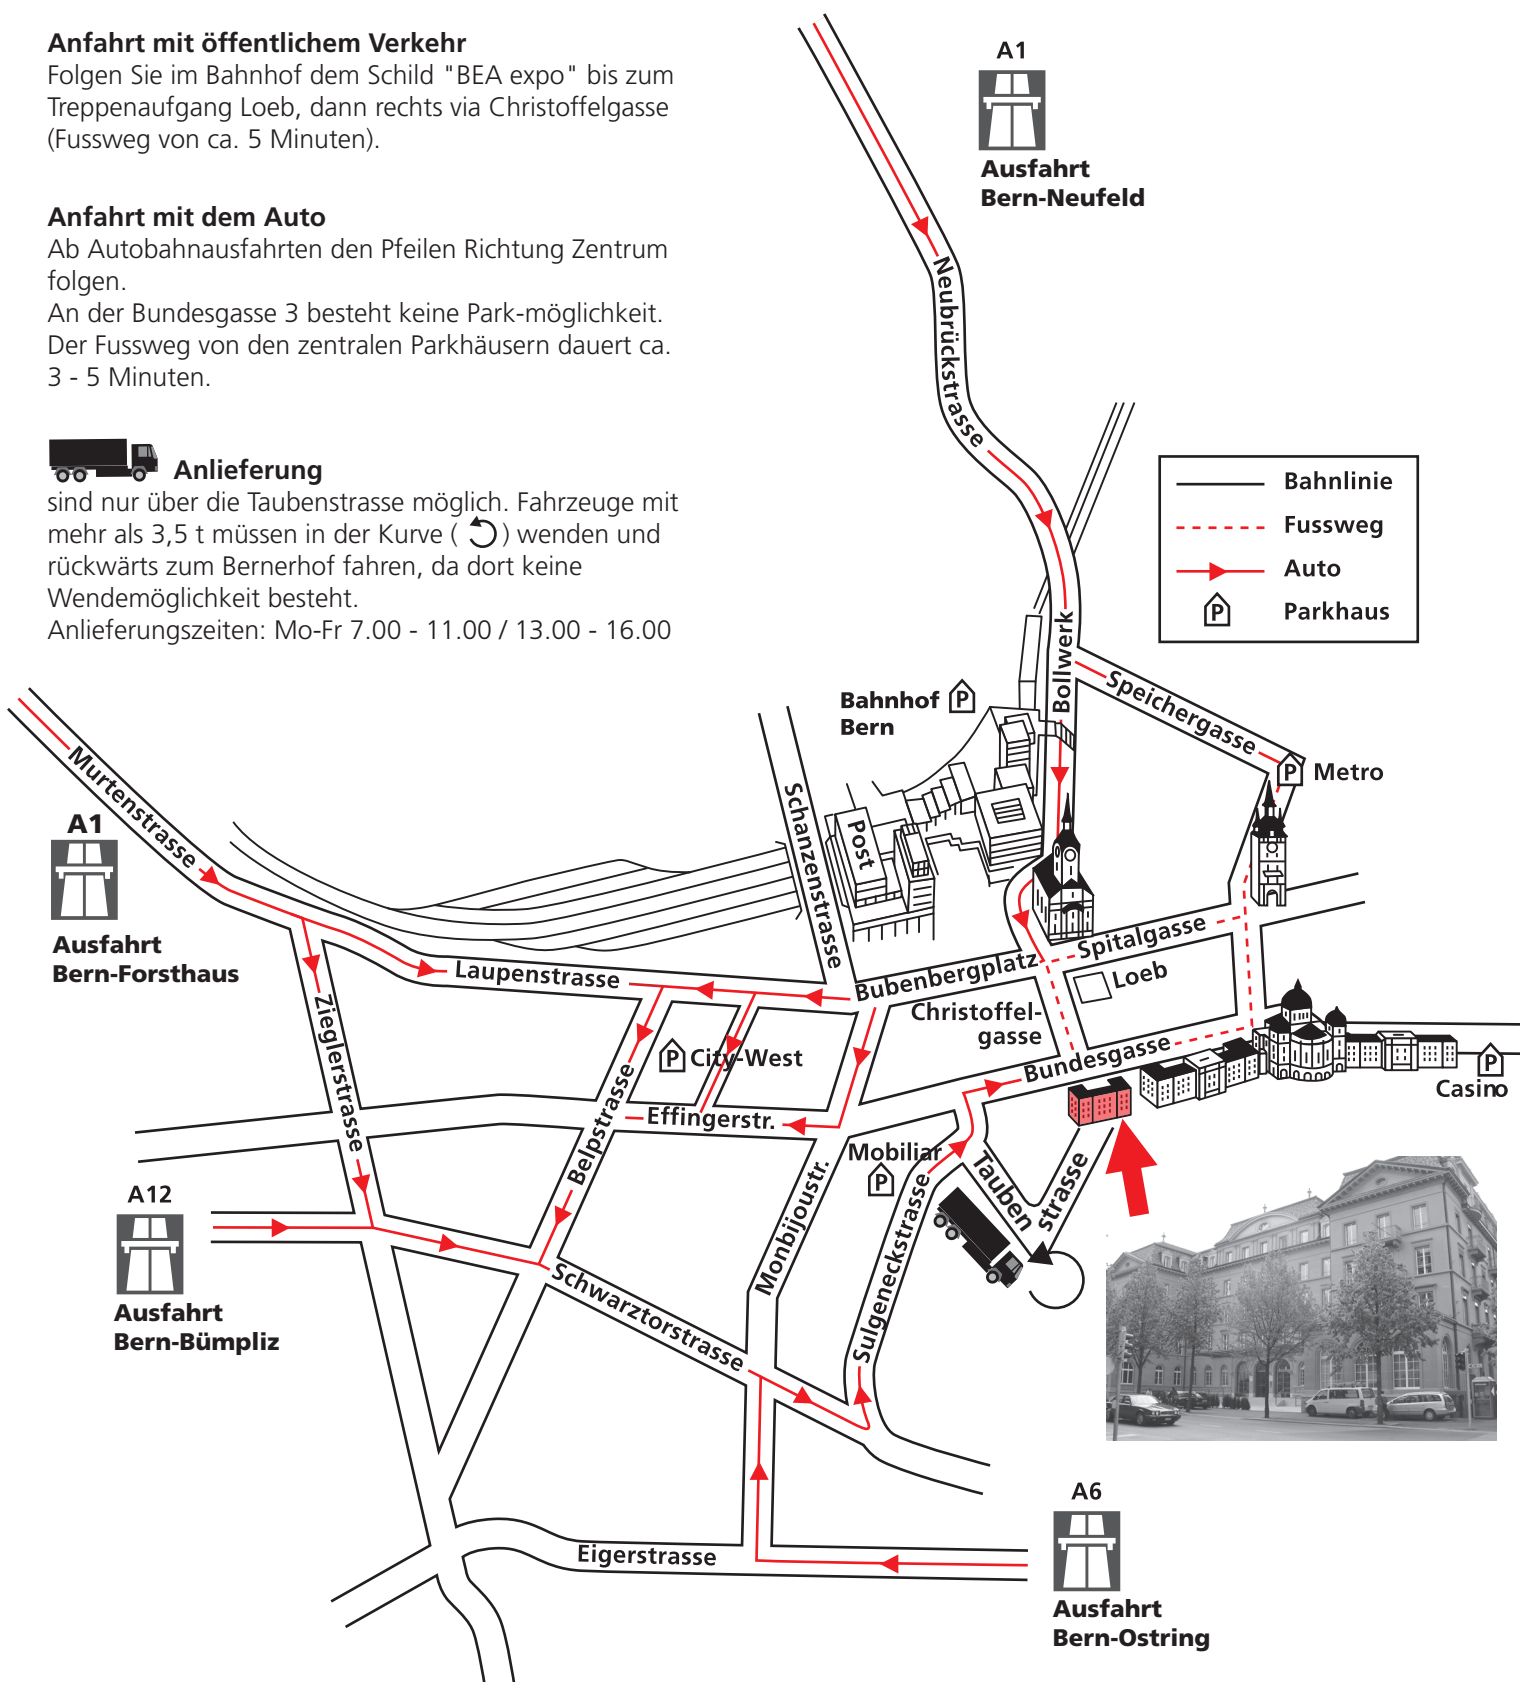 Anfahrt mit öffentlichem Verkehr
Folgen Sie im Bahnhof dem Schild "BEA expo" bis zum
Treppenaufgang Loeb, dann rechts via Christoffelgasse
(Fussweg von ca. 5 Minuten).
Anfahrt mit dem Auto
Ab Autobahnausfahrten den Pfeilen Richtung Zentrum
folgen.
An der Bundesgasse 3 besteht keine Park-möglichkeit.
Der Fussweg von den zentralen Parkhäusern dauert ca.
3 - 5 Minuten.
Anlieferung
sind nur über die Taubenstrasse möglich. Fahrzeuge mit
mehr als 3,5 t müssen in der Kurve ( ) wenden und
rückwärts zum Bernerhof fahren, da dort keine
Wendemöglichkeit besteht.
Anlieferungszeiten: Mo-Fr 7.00 - 11.00 / 13.00 - 16.00
A1
Ausfahrt
Bern-Neufeld
Neubrückstrasse
Bahnlinie
Fussweg
Auto
P
Parkhaus
Bollwerk
Speichergasse
P
Metro
Bahnhof
Bern
P
Post
Schanzenstrasse
Murtenstrasse
A1
Ausfahrt
Bern-Forsthaus
Laupenstrasse
Bubenbergplatz
Spitalgasse
Loeb
Christoffel-
gasse
Bundesgasse
P
Casino
Zieglerstrasse
P
City-West
Belpstrasse
Effingerstr.
Mobiliar
P
Tauben
strasse
Monbijoustr.
Sulgeneckstrasse
A12
Ausfahrt
Bern-Bümpliz
Schwarztorstrasse
Eigerstrasse
A6
Ausfahrt
Bern-Ostring